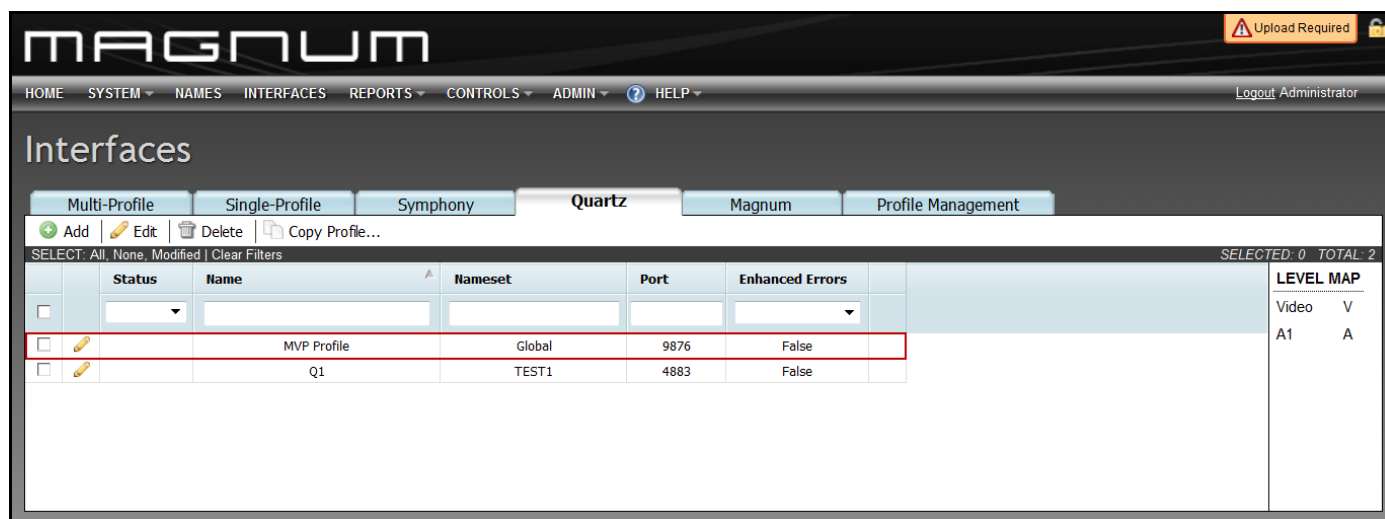 MAGNUM
Upload Required
HOME SYSTEM NAMES INTERFACES REPORTS CONTROLS ADMIN ? HELP Logout Administrator
Interfaces
Multi-Profile Single-Profile Symphony Quartz Magnum Profile Management
Add Edit Delete Copy Profile...
SELECT: All, None, Modified | Clear Filters SELECTED: 0 TOTAL: 2
Status Name Nameset Port Enhanced Errors LEVEL MAP
Video V
MVP Profile Global 9876 False A1 A
Q1 TEST1 4883 False